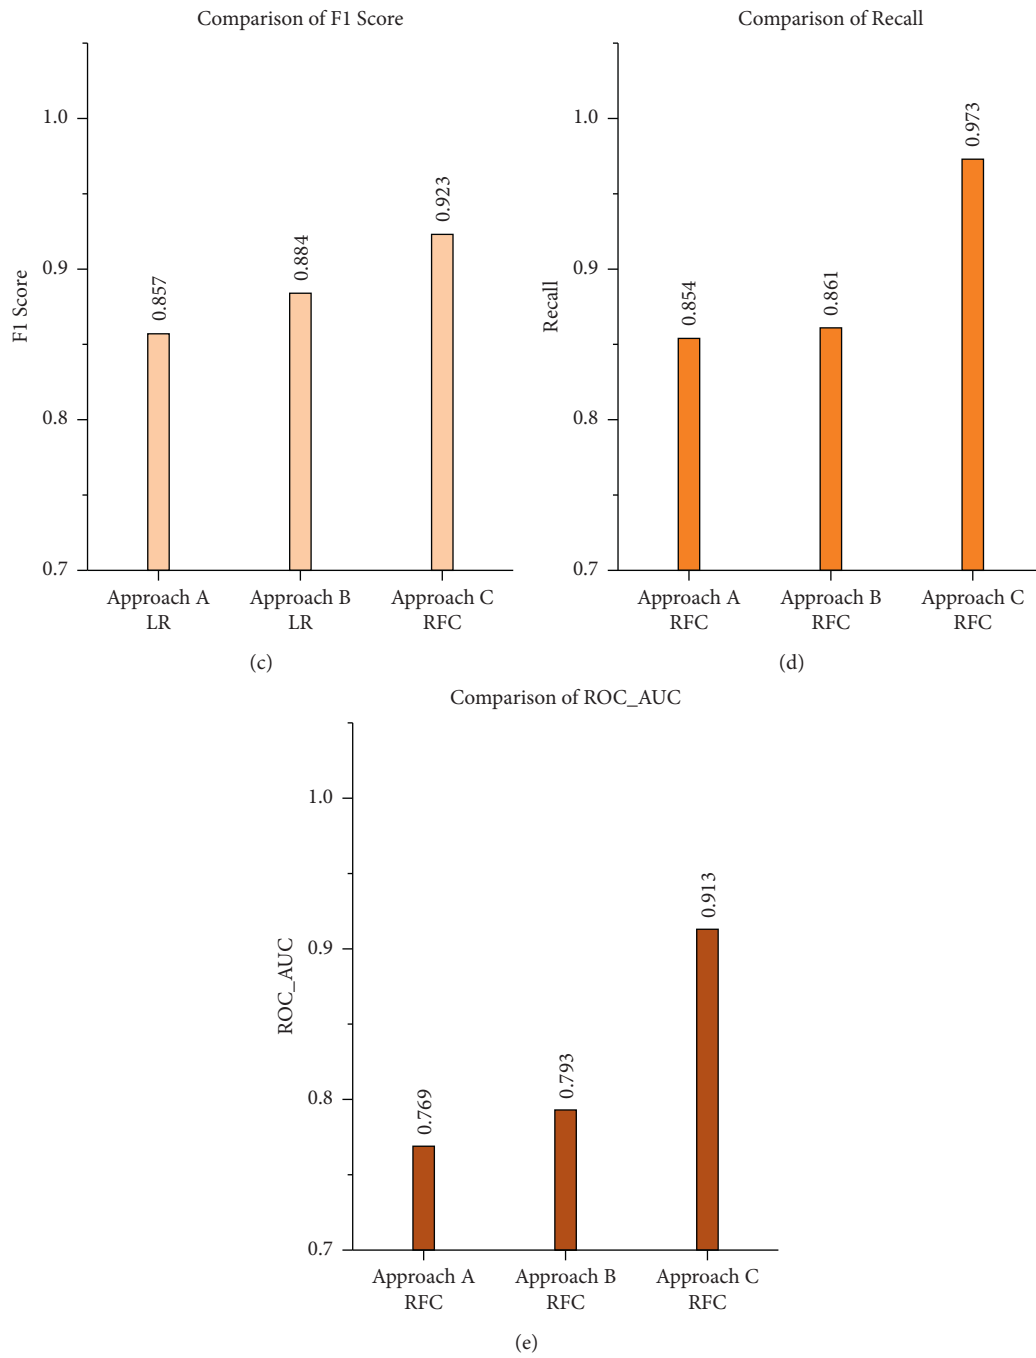 Comparison of F1 Score
F1 Score
1.0
0.9
0.8
0.7
0.857
0.884
0.923
Approach A
LR
Approach B
LR
Approach C
RFC
(c)
Comparison of Recall
Recall
1.0
0.9
0.8
0.7
0.854
0.861
0.973
Approach A
RFC
Approach B
RFC
Approach C
RFC
(d)
Comparison of ROC_AUC
ROC_AUC
1.0
0.9
0.8
0.7
0.769
0.793
0.913
Approach A
RFC
Approach B
RFC
Approach C
RFC
(e)